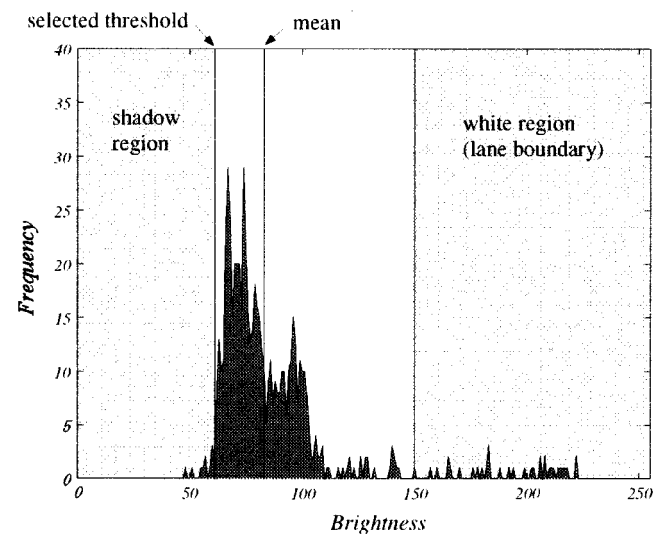 selected threshold
mean
40
35
30
25
20
15
10
5
0
Frequency
shadow
region
white region
(lane boundary)
0
50
100
150
200
250
Brightness